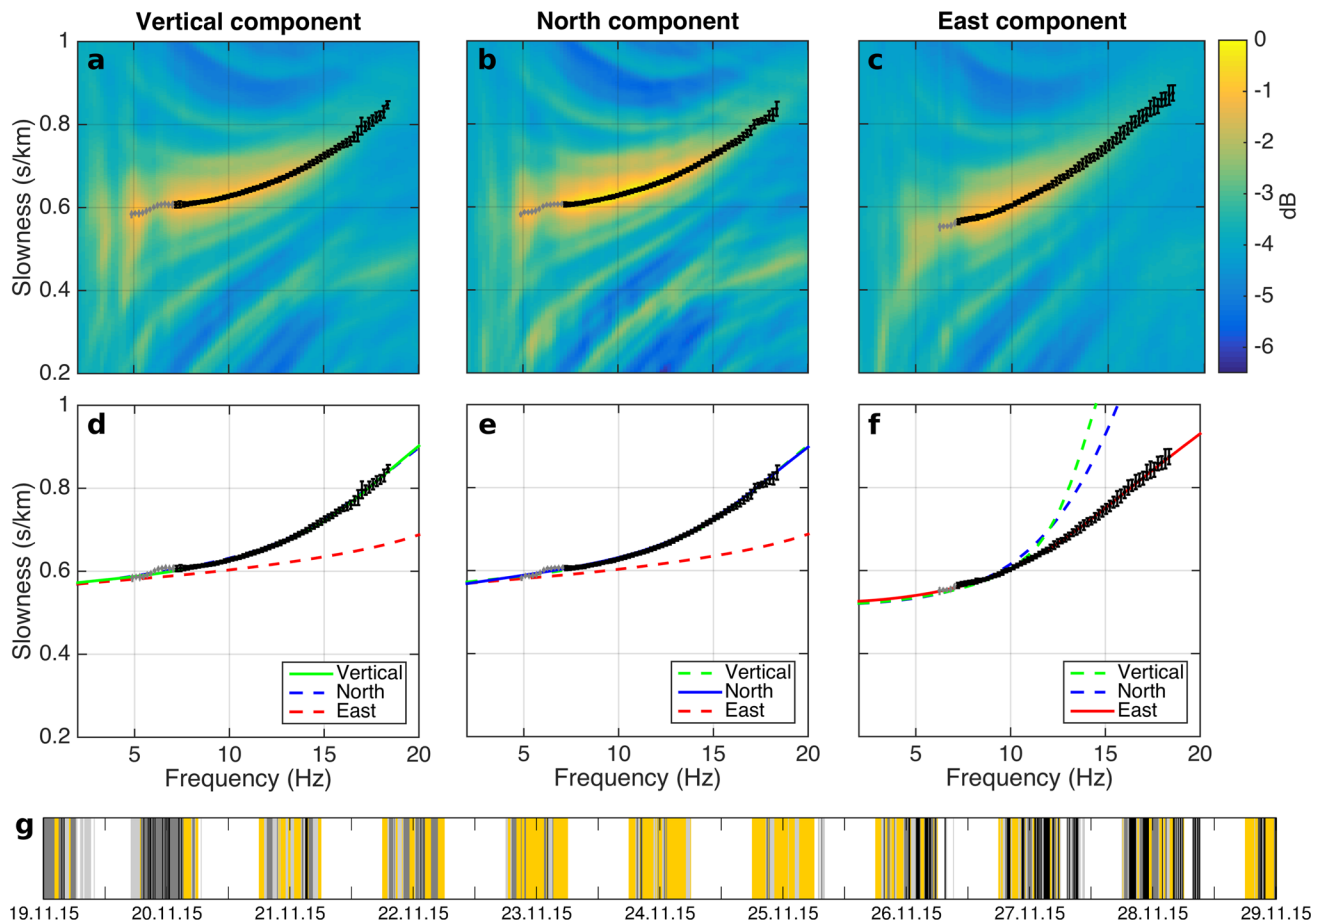 Vertical component
North component
East component
a
b
c
1
0.8
0.6
0.4
0.2
Slowness (s/km)
0
-1
-2
-3
-4
-5
-6
dB
d
e
f
1
0.8
0.6
0.4
0.2
Slowness (s/km)
Vertical
North
East
Vertical
North
East
Vertical
North
East
5 10 15 20
5 10 15 20
5 10 15 20
Frequency (Hz)
Frequency (Hz)
Frequency (Hz)
g
19.11.15 20.11.15 21.11.15 22.11.15 23.11.15 24.11.15 25.11.15 26.11.15 27.11.15 28.11.15 29.11.15